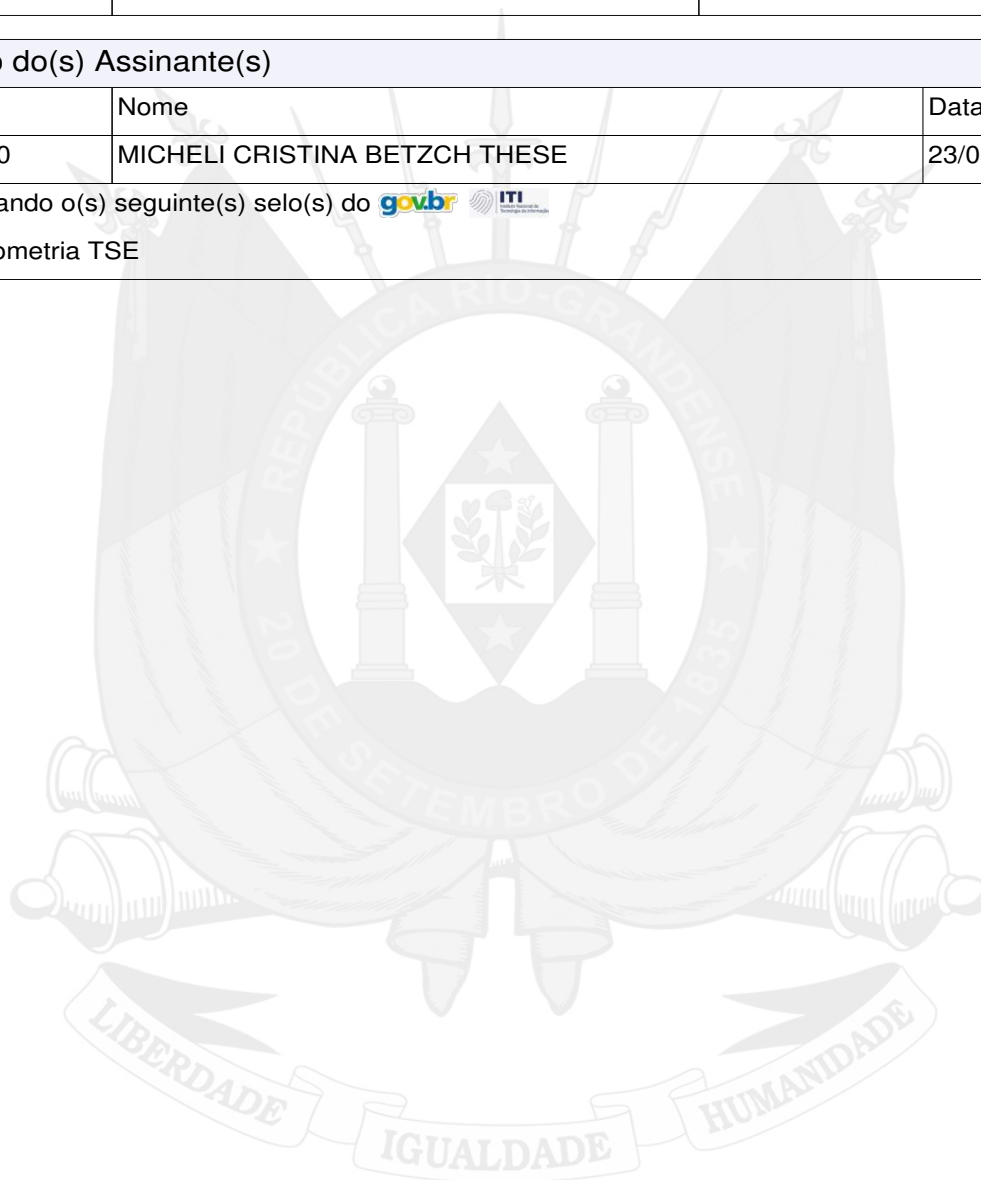 o do(s) Assinante(s)
Nome Data
0 MICHELI CRISTINA BETZCH THESE 23/0
ando o(s) seguinte(s) selo(s) do gov.br ITI
ometria TSE
REPÚBLICA RIO-GRANDENSE
20 DE SETEMBRO DE 1835
LIBERDADE IGUALDADE HUMANIDADE